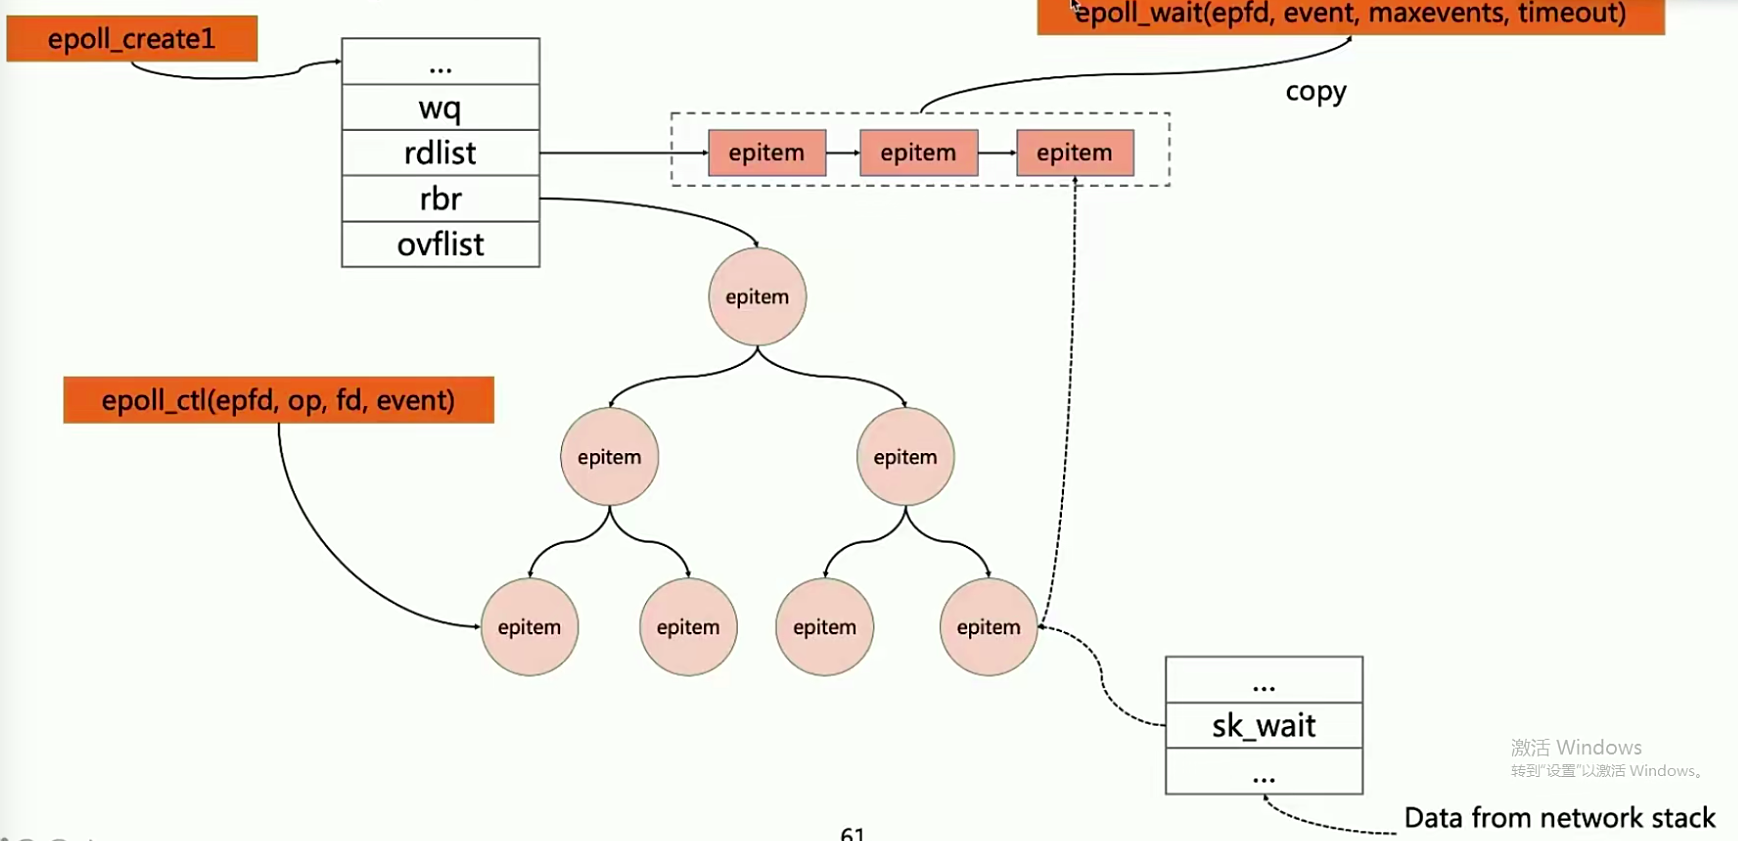 epoll_create1
epoll_wait(epfd, event, maxevents, timeout)
...
wq
rdlist
rbr
ovflist
epitem
epitem
epitem
copy
epitem
epoll_ctl(epfd, op, fd, event)
epitem
epitem
epitem
epitem
epitem
epitem
...
sk_wait
...
激活 Windows
转到“设置”以激活 Windows。
Data from network stack
61